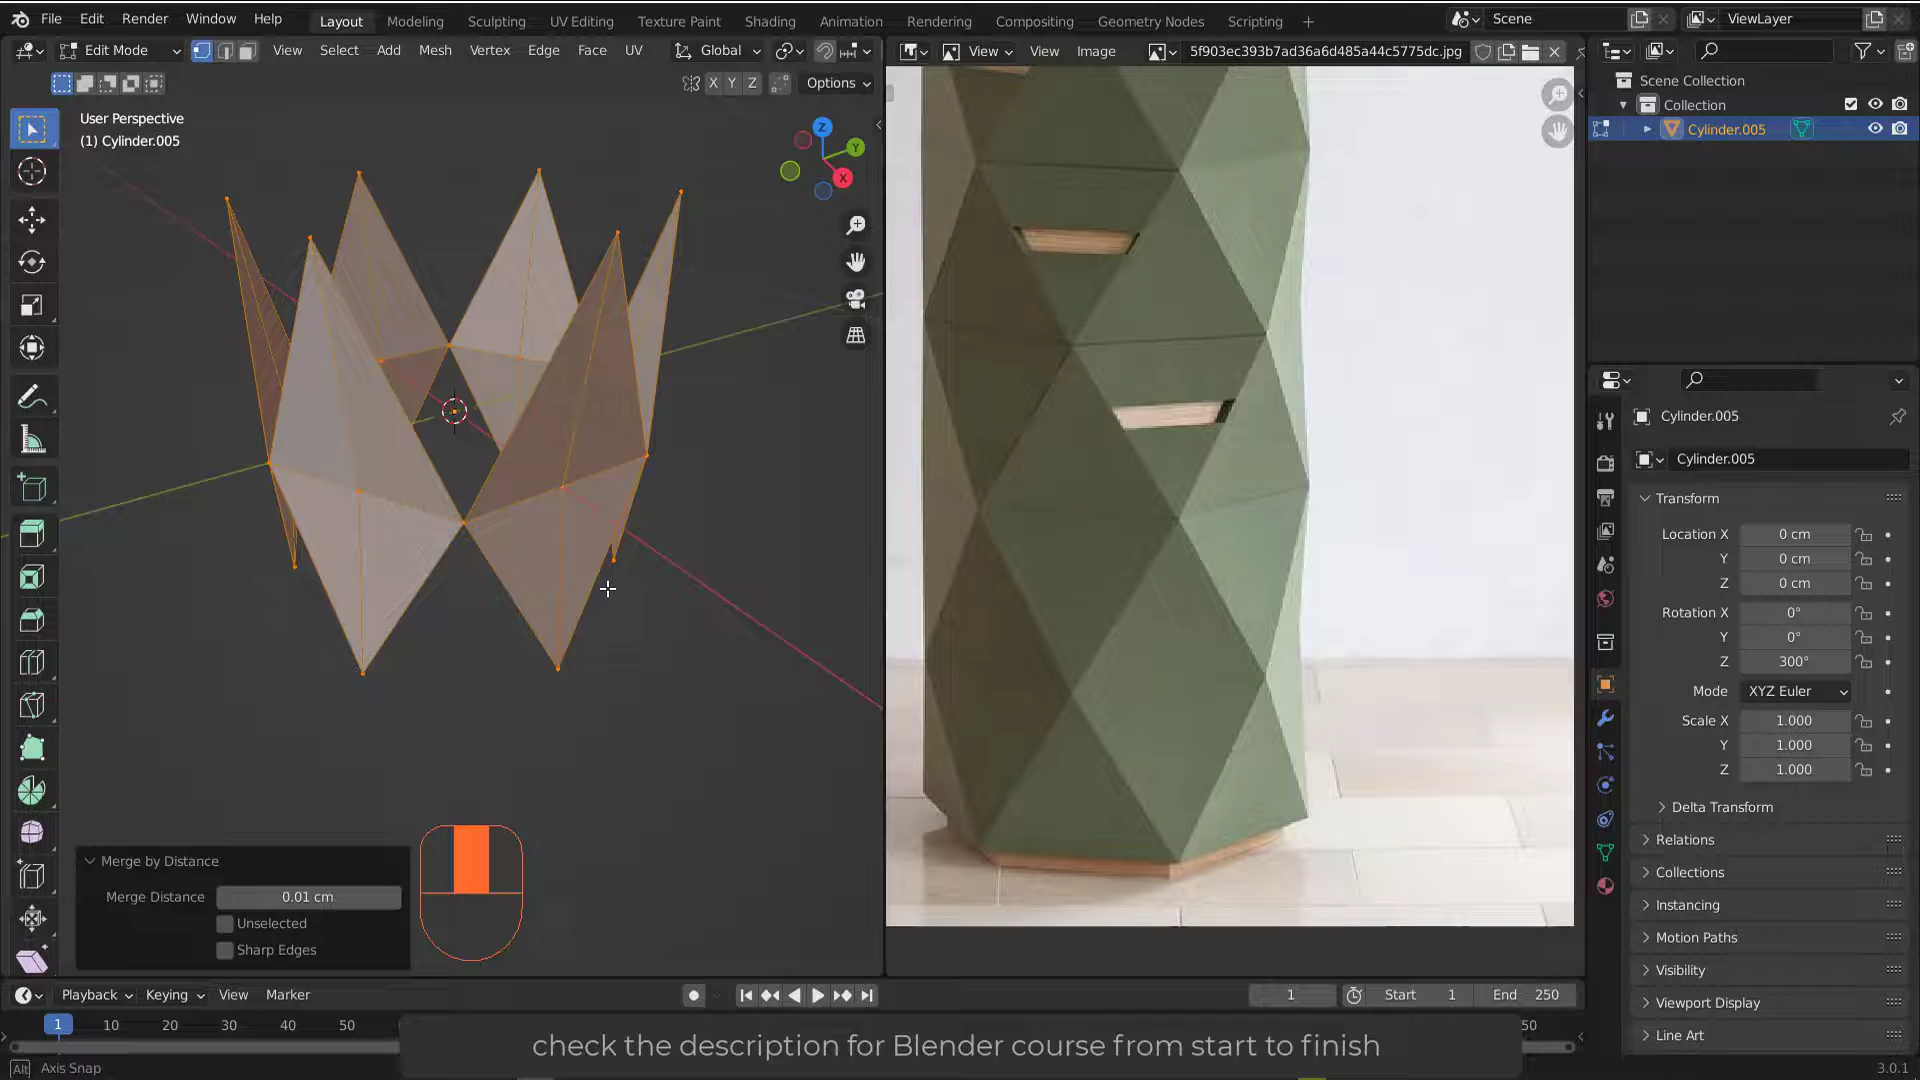 File Edit Render Window Help Layout Modeling Sculpting UV Editing Texture Paint Shading Animation Rendering Compositing Geometry Nodes Scripting + Scene ViewLayer
Edit Mode View Select Add Mesh Vertex Edge Face UV Global View View Image 5f903ec393b7ad36a6d485a44c5775dc.jpg
X Y Z Options
User Perspective
(1) Cylinder.005
Z
Y
X
Scene Collection
Collection
Cylinder.005
Cylinder.005
Cylinder.005
Transform
Location X 0 cm
Y 0 cm
Z 0 cm
Rotation X 0°
Y 0°
Z 300°
Mode XYZ Euler
Scale X 1.000
Y 1.000
Z 1.000
Delta Transform
Relations
Collections
Instancing
Motion Paths
Visibility
Viewport Display
Line Art
Merge by Distance
Merge Distance 0.01 cm
Unselected
Sharp Edges
Playback Keying View Marker 1 Start 1 End 250
1 10 20 30 40 50 50
check the description for Blender course from start to finish
Alt Axis Snap 3.0.1